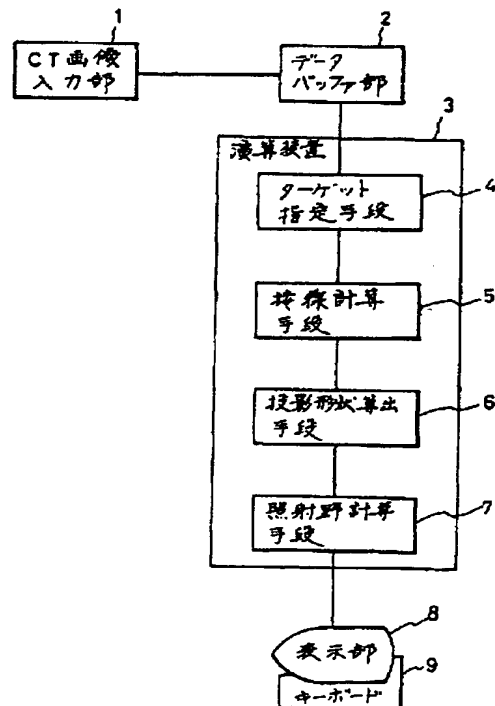 1
CT画像
入力部
2
データ
バッファ部
3
演算装置
ターゲット
指定手段
4
接線計算
手段
5
投影形状算出
手段
6
照射野計算
手段
7
8
表示部
9
キーボード